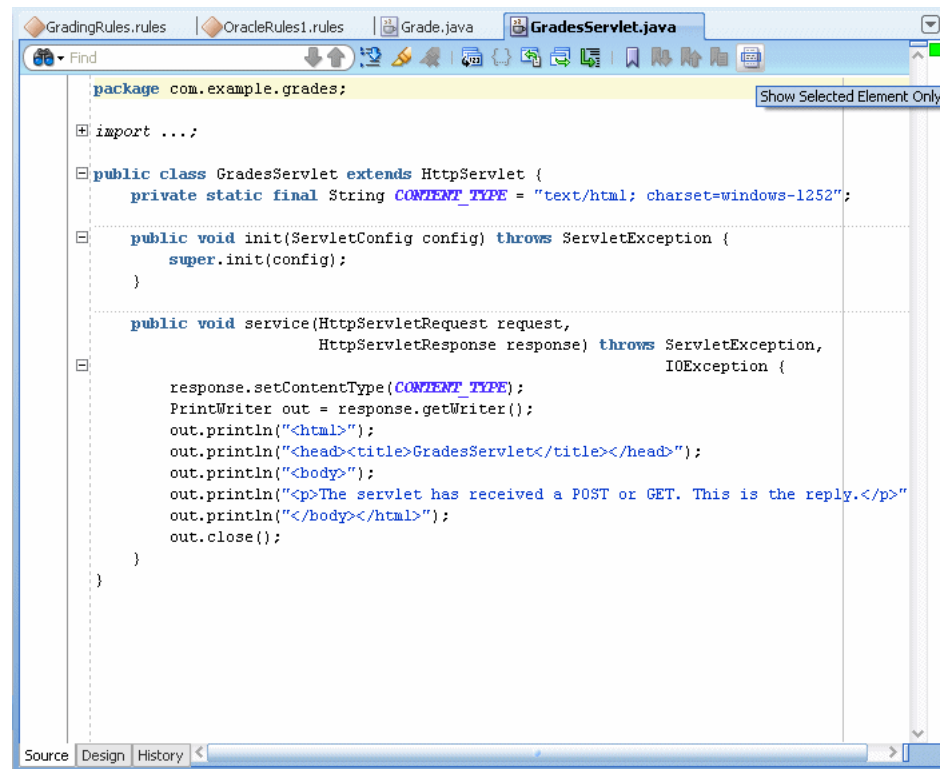 GradingRules.rules OracleRules1.rules Grade.java GradesServlet.java
Find
Show Selected Element Only
package com.example.grades;
import ...;
public class GradesServlet extends HttpServlet {
private static final String CONTENT_TYPE = "text/html; charset=windows-1252";
public void init(ServletConfig config) throws ServletException {
super.init(config);
}
public void service(HttpServletRequest request,
HttpServletResponse response) throws ServletException,
IOException {
response.setContentType(CONTENT_TYPE);
PrintWriter out = response.getWriter();
out.println("<html>");
out.println("<head><title>GradesServlet</title></head>");
out.println("<body>");
out.println("<p>The servlet has received a POST or GET. This is the reply.</p>"
out.println("</body></html>");
out.close();
}
}
Source Design History